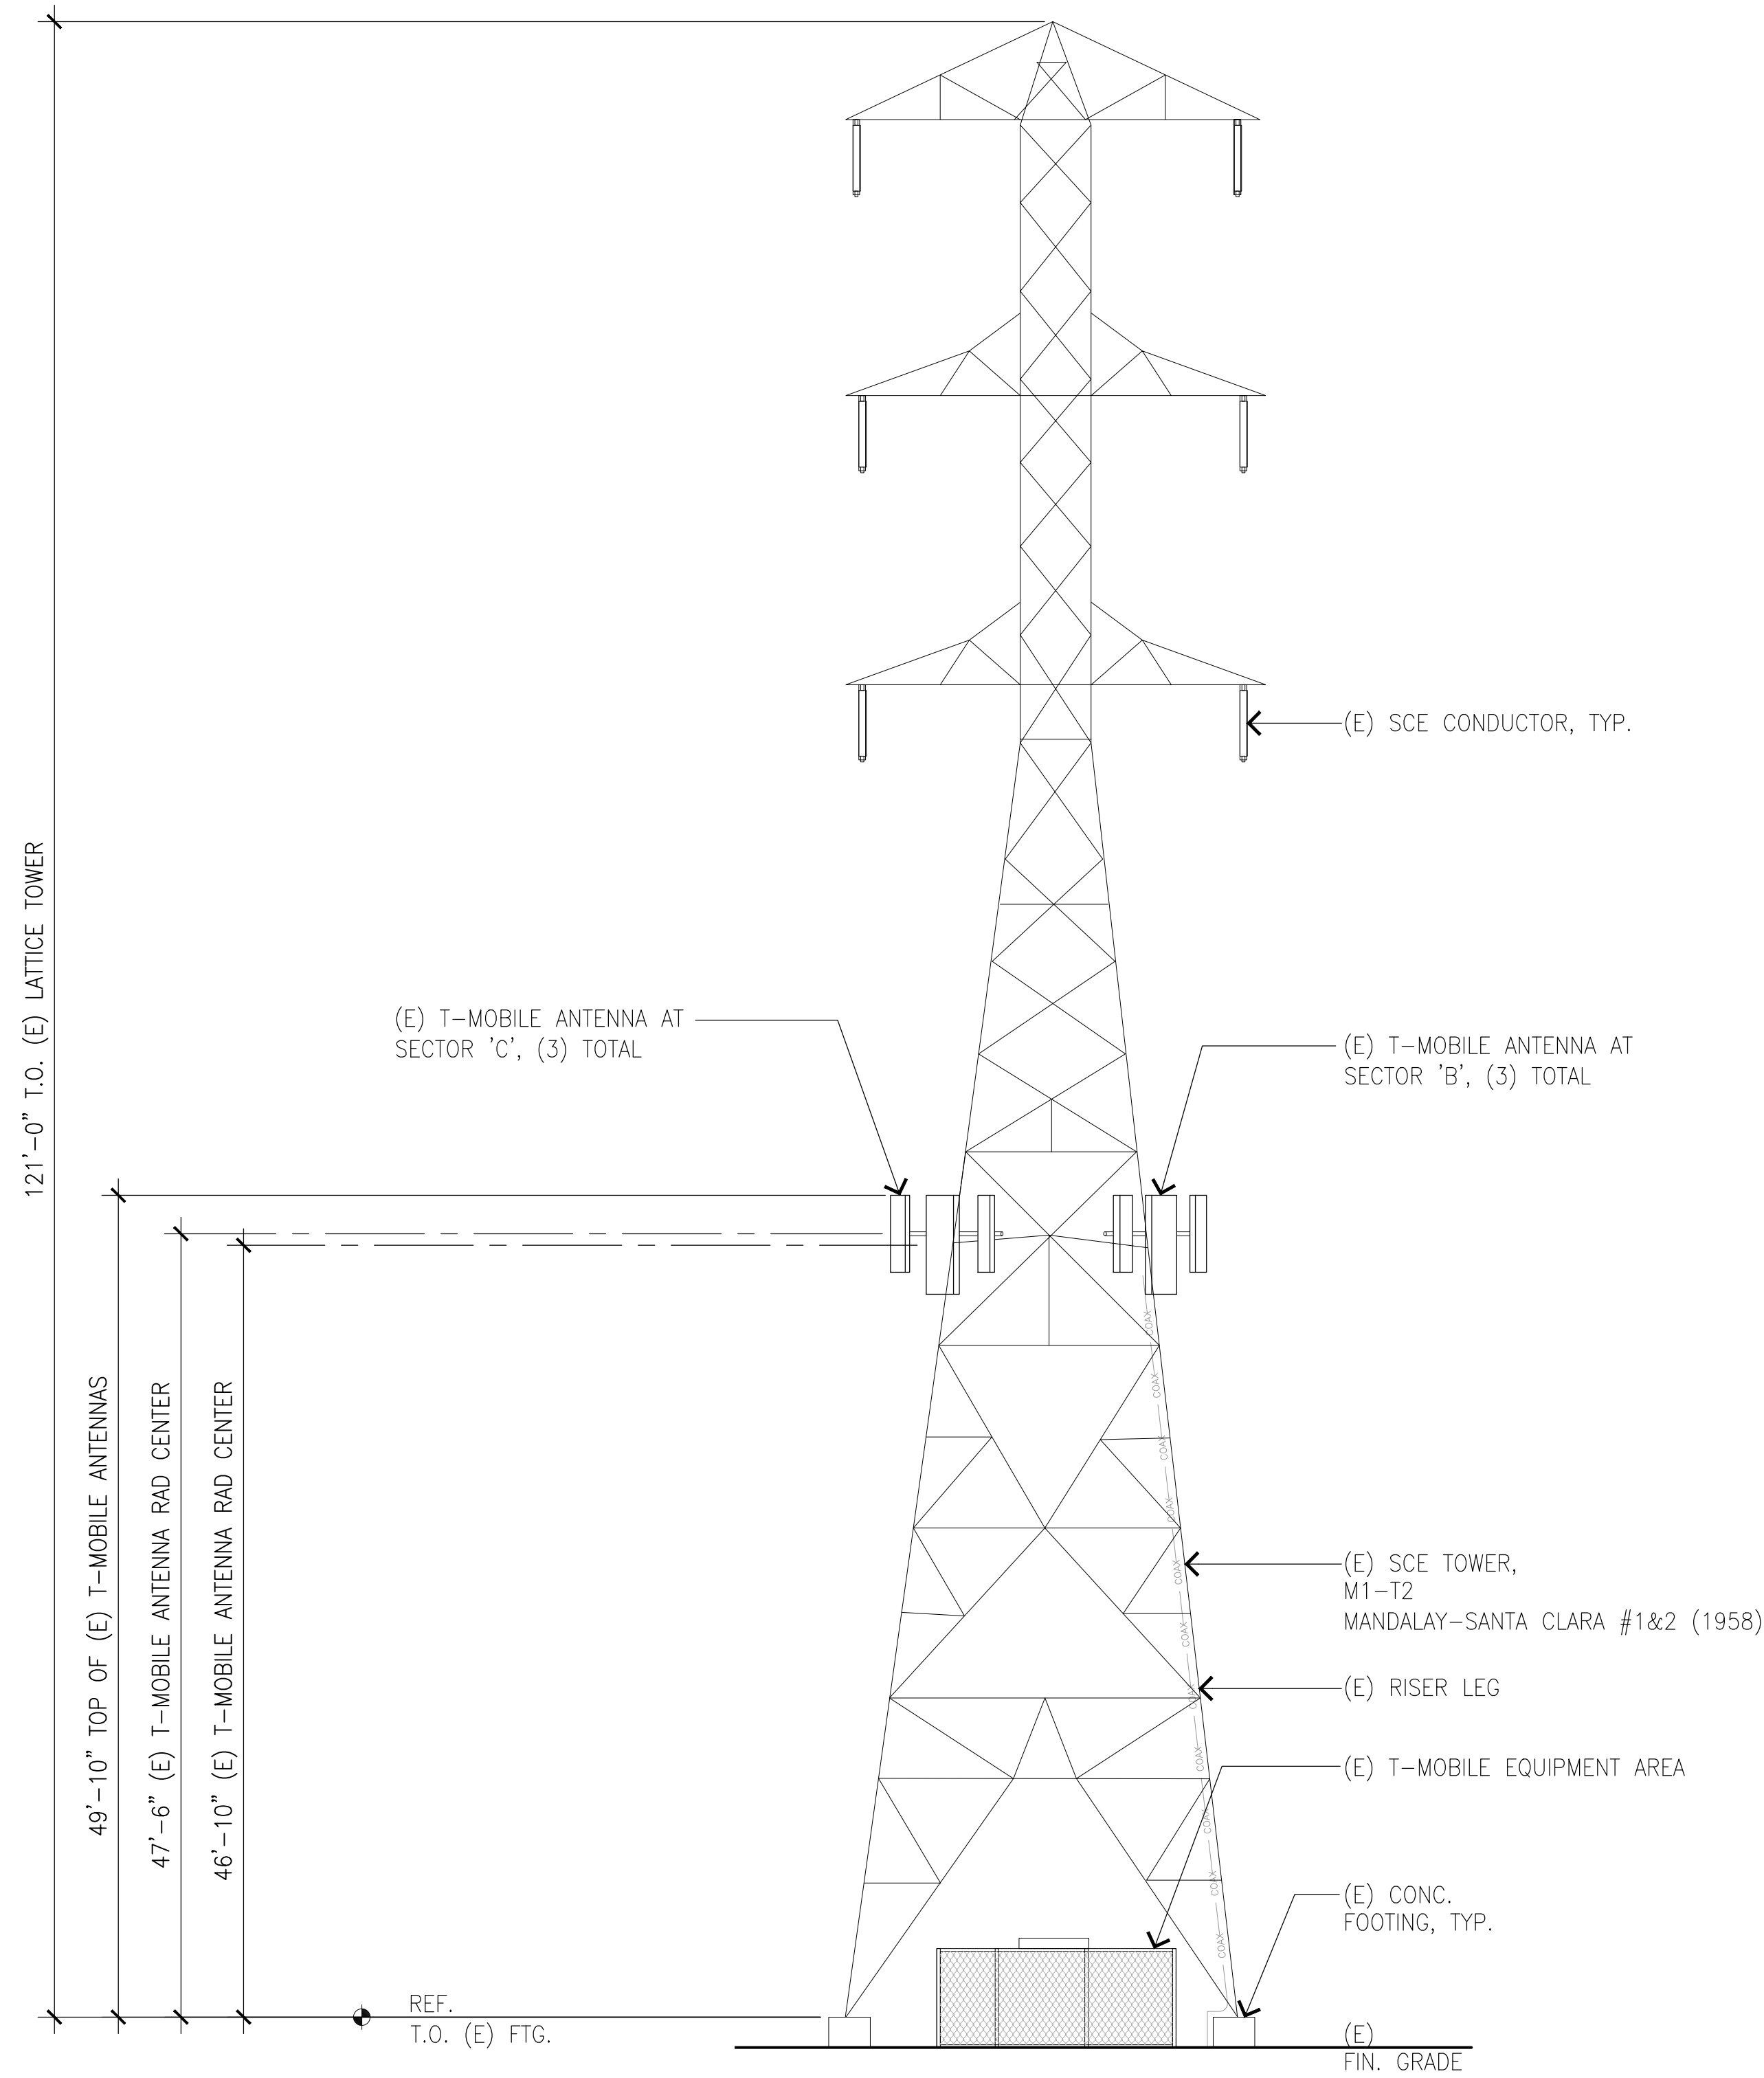 121'-0" T.O. (E) LATTICE TOWER
49'-10" TOP OF (E) T-MOBILE ANTENNAS
47'-6" (E) T-MOBILE ANTENNA RAD CENTER
46'-10" (E) T-MOBILE ANTENNA RAD CENTER
(E) SCE CONDUCTOR, TYP.
(E) T-MOBILE ANTENNA AT
SECTOR 'C', (3) TOTAL
(E) T-MOBILE ANTENNA AT
SECTOR 'B', (3) TOTAL
COAX
COAX
COAX
COAX
COAX
COAX
COAX
COAX
COAX
COAX
COAX
(E) SCE TOWER,
M1-T2
MANDALAY-SANTA CLARA #1&2 (1958)
(E) RISER LEG
(E) T-MOBILE EQUIPMENT AREA
(E) CONC.
FOOTING, TYP.
REF.
T.O. (E) FTG.
(E)
FIN. GRADE